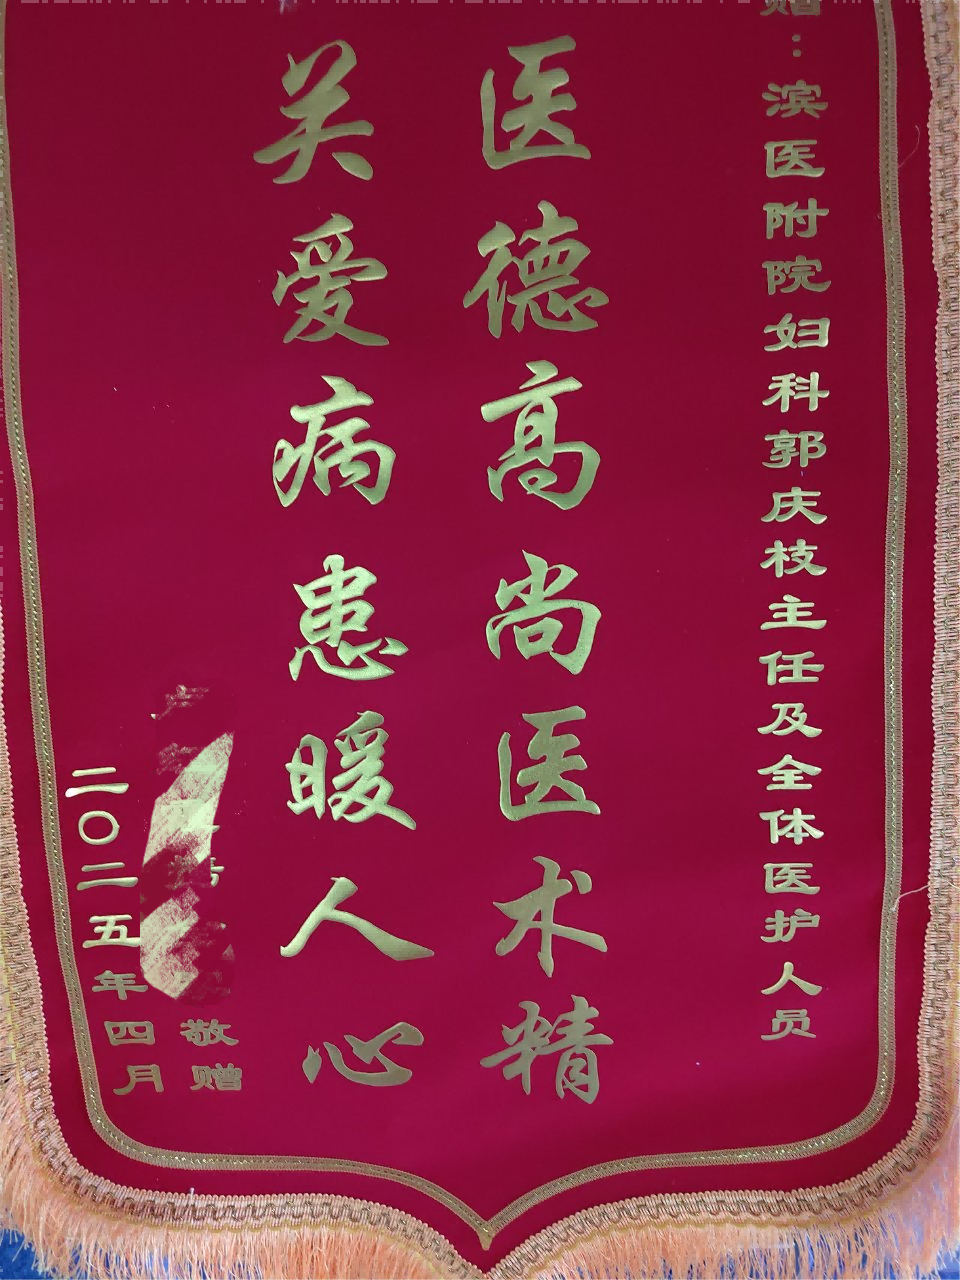 赠：滨医附院妇科郭庆枝主任及全体医护人员
医德高尚医术精
关爱病患暖人心
敬赠
二〇二五年四月